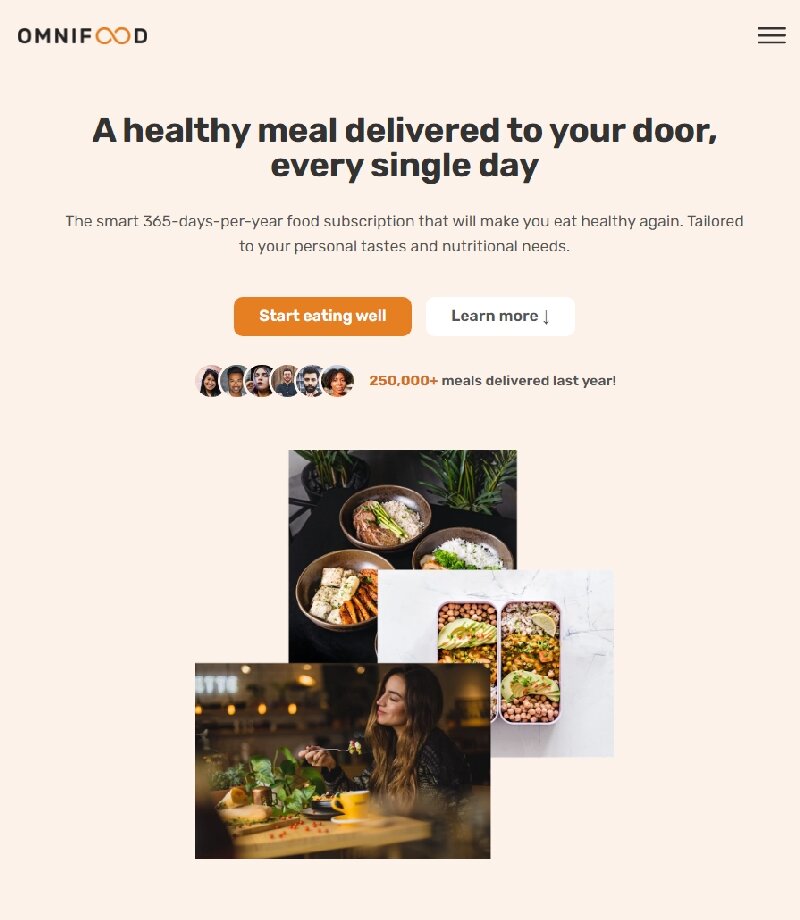 OMNIFOOD
A healthy meal delivered to your door,
every single day
The smart 365-days-per-year food subscription that will make you eat healthy again. Tailored
to your personal tastes and nutritional needs.
Start eating well
Learn more ↓
250,000+ meals delivered last year!